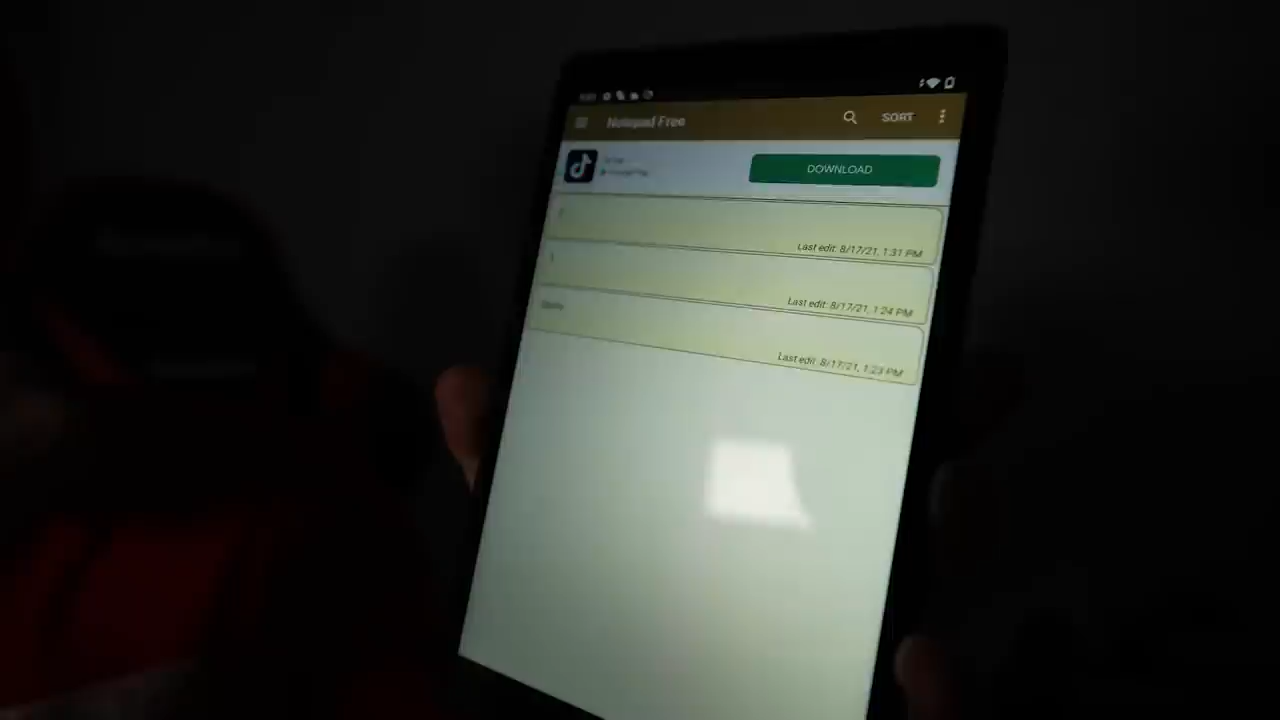 Notepad Free
SORT
DOWNLOAD
Last edit: 8/17/21, 1:31 PM
Last edit: 8/17/21, 1:24 PM
Last edit: 8/17/21, 1:23 PM